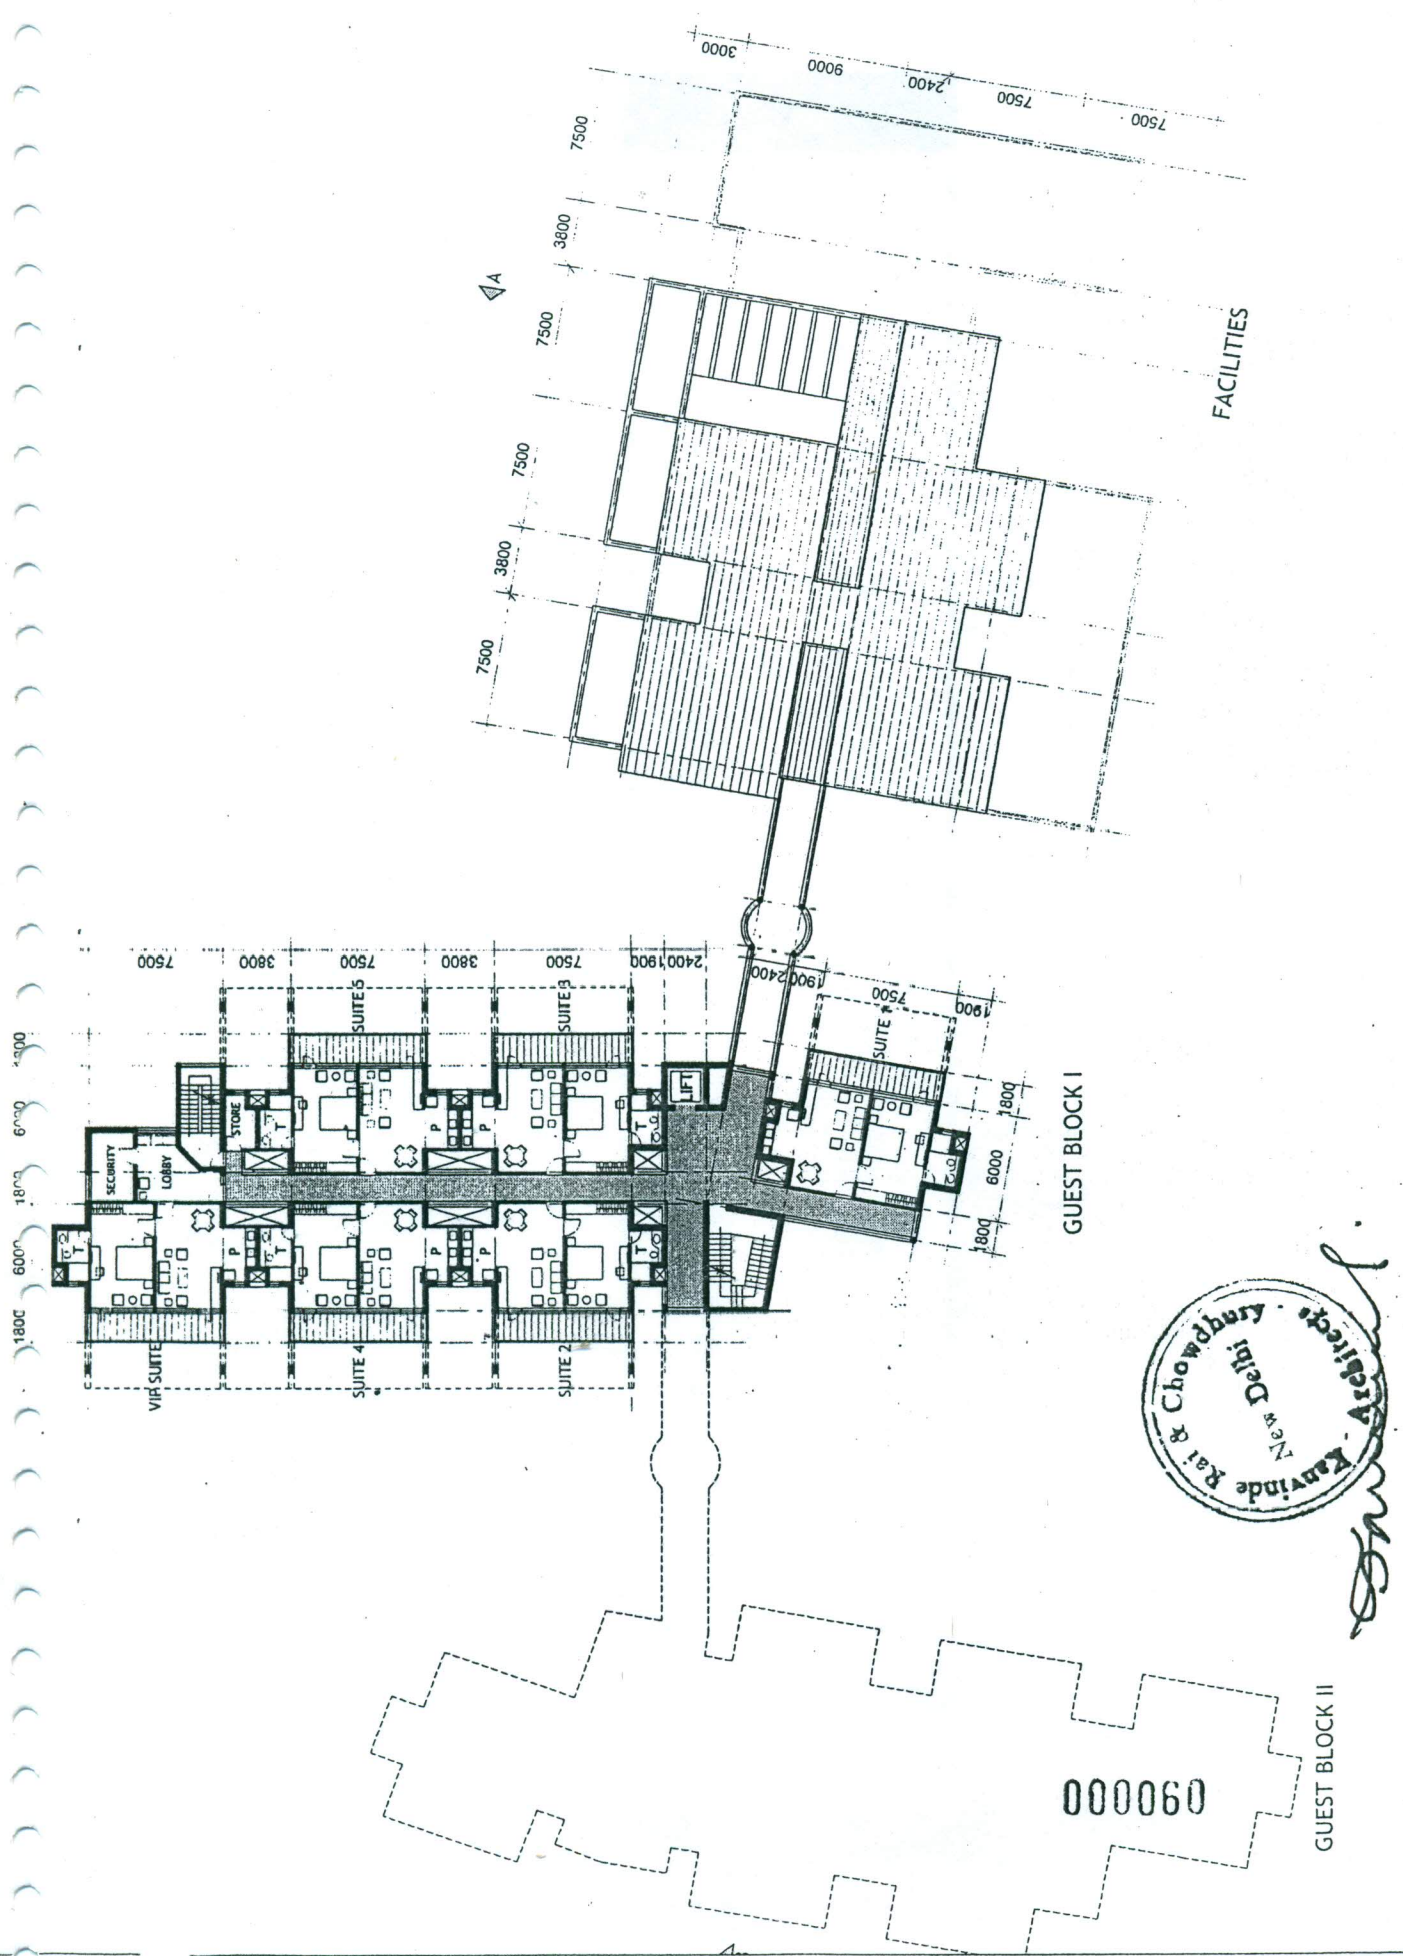 3000
9000
2400
7500
7500
7500
3800
A
7500
7500
3800
7500
FACILITIES
7500
3800
7500
3800
7500
1900
2400
2400
900
7500
1900
SUITE 5
SUITE 3
SUITE 1
6000
1800
6000
1800
STORE
SECURITY
LOBBY
LIFT
T
T
T
P
P
P
P
P
T
T
T
VIP SUITE
SUITE 4
SUITE 2
1800
6000
1800
GUEST BLOCK I
Kanvinde Rai & Chowdhury · Architects ·
New Delhi
GUEST BLOCK II
000060